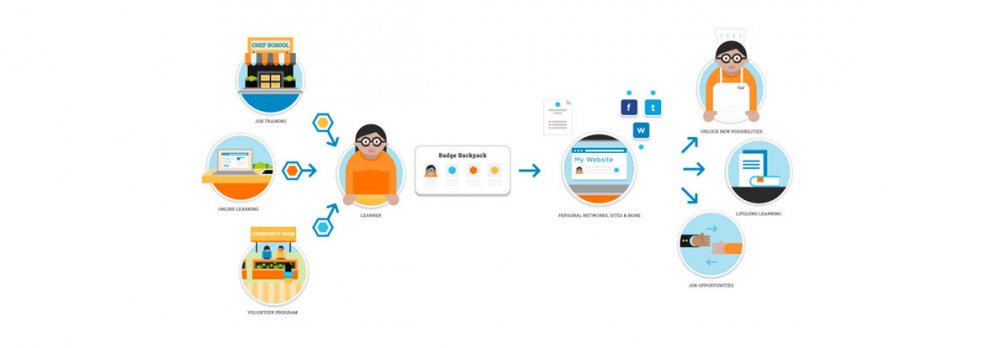 CHEF SCHOOL
JOB TRAINING
ONLINE LEARNING
COMMUNITY FARM
VOLUNTEER PROGRAM
LEARNER
Badge Backpack
f
t
w
My Website
PERSONAL NETWORKS, SITES & MORE
Chef
UNLOCK NEW POSSIBILITIES
LIFELONG LEARNING
JOB OPPORTUNITIES